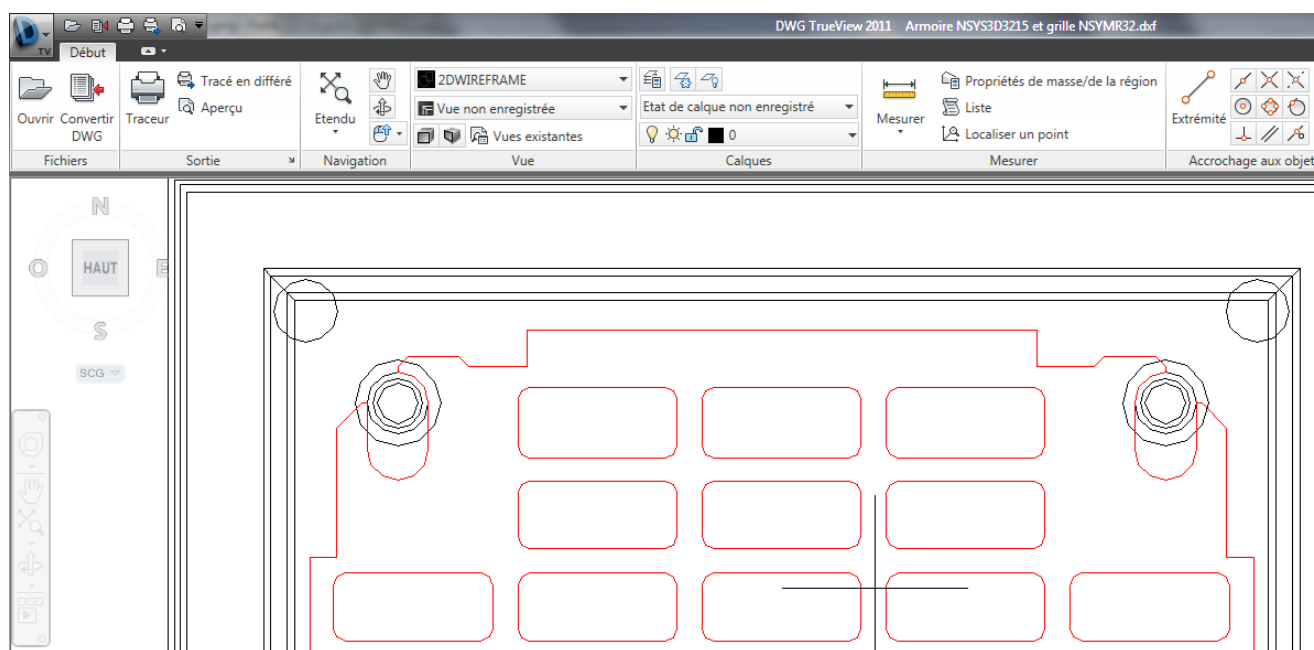 DWG TrueView 2011 Armoire NSYS3D3215 et grille NSYMR32.dxf
TV
Début
Ouvrir
Convertir
DWG
Traceur
Tracé en différé
Aperçu
Etendu
2DWIREFRAME
Vue non enregistrée
Vues existantes
Etat de calque non enregistré
0
Mesurer
Propriétés de masse/de la région
Liste
Localiser un point
Extrémité
Fichiers
Sortie
Navigation
Vue
Calques
Mesurer
Accrochage aux objet
N
O
HAUT
E
S
SCG